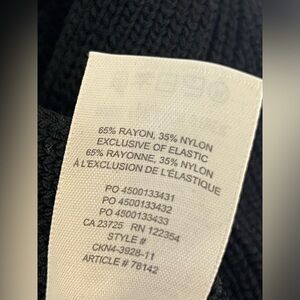 65% RAYON, 35% NYLON
EXCLUSIVE OF ELASTIC
65% RAYONNE, 35% NYLON
À L'EXCLUSION DE L'ÉLASTIQUE
PO 4500133431
PO 4500133432
PO 4500133433
CA 23725 RN 122354
STYLE #
CKN4-3928-11
ARTICLE # 78142